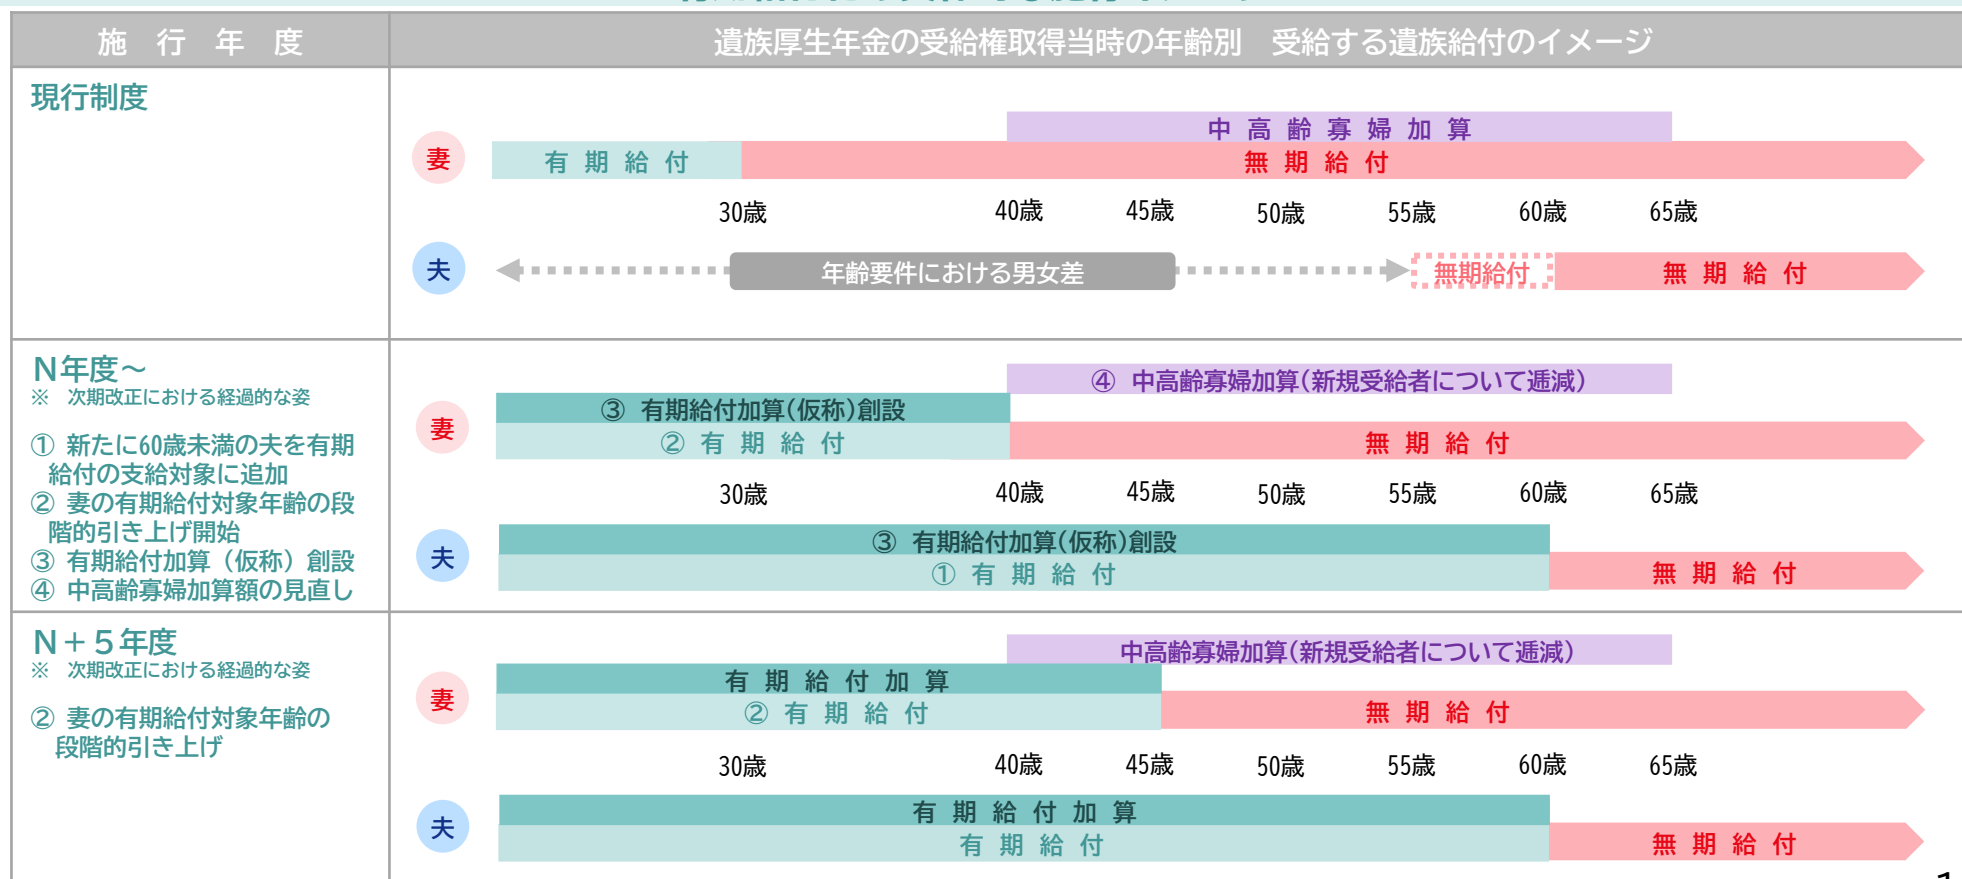 施 行 年 度
遺族厚生年金の受給権取得当時の年齢別 受給する遺族給付のイメージ
現行制度
中 高 齢 寡 婦 加 算
妻
有 期 給 付
無 期 給 付
30歳 40歳 45歳 50歳 55歳 60歳 65歳
夫
年齢要件における男女差
無期給付
無 期 給 付
N年度~
※ 次期改正における経過的な姿
① 新たに60歳未満の夫を有期
給付の支給対象に追加
② 妻の有期給付対象年齢の段
階的引き上げ開始
③ 有期給付加算(仮称)創設
④ 中高齢寡婦加算額の見直し
④ 中高齢寡婦加算(新規受給者について逓減)
③ 有期給付加算(仮称)創設
妻
② 有 期 給 付
無 期 給 付
30歳 40歳 45歳 50歳 55歳 60歳 65歳
③ 有期給付加算(仮称)創設
夫
① 有 期 給 付
無 期 給 付
N+5年度
※ 次期改正における経過的な姿
② 妻の有期給付対象年齢の
段階的引き上げ
中高齢寡婦加算(新規受給者について逓減)
有 期 給 付 加 算
妻
② 有 期 給 付
無 期 給 付
30歳 40歳 45歳 50歳 55歳 60歳 65歳
有 期 給 付 加 算
夫
有 期 給 付
無 期 給 付